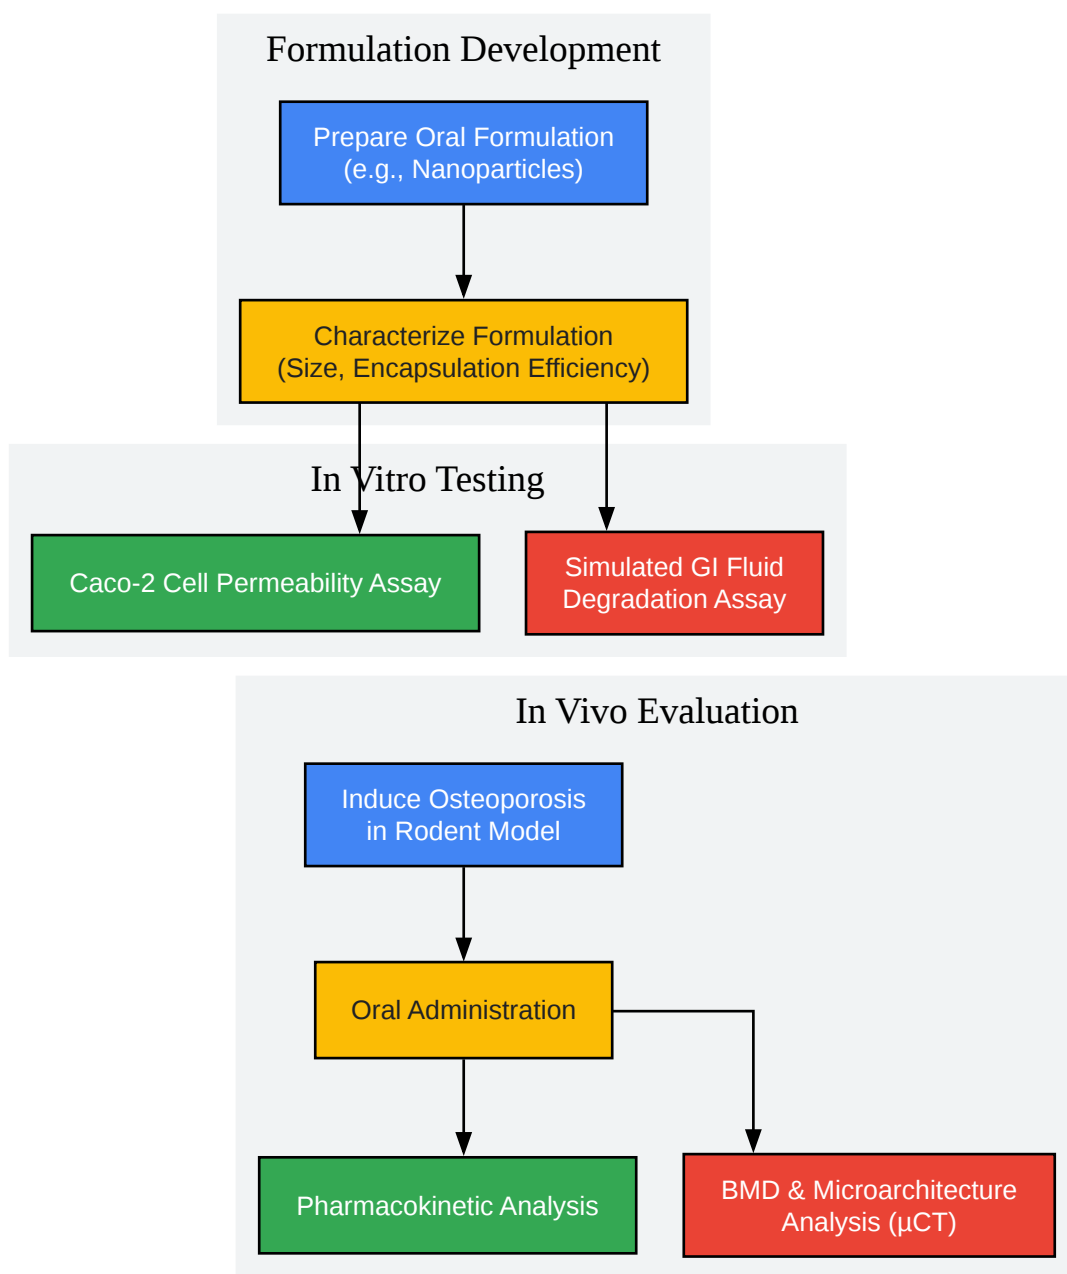 Formulation Development
Prepare Oral Formulation
(e.g., Nanoparticles)
Characterize Formulation
(Size, Encapsulation Efficiency)
In Vitro Testing
Caco-2 Cell Permeability Assay
Simulated GI Fluid
Degradation Assay
In Vivo Evaluation
Induce Osteoporosis
in Rodent Model
Oral Administration
Pharmacokinetic Analysis
BMD & Microarchitecture
Analysis (µCT)